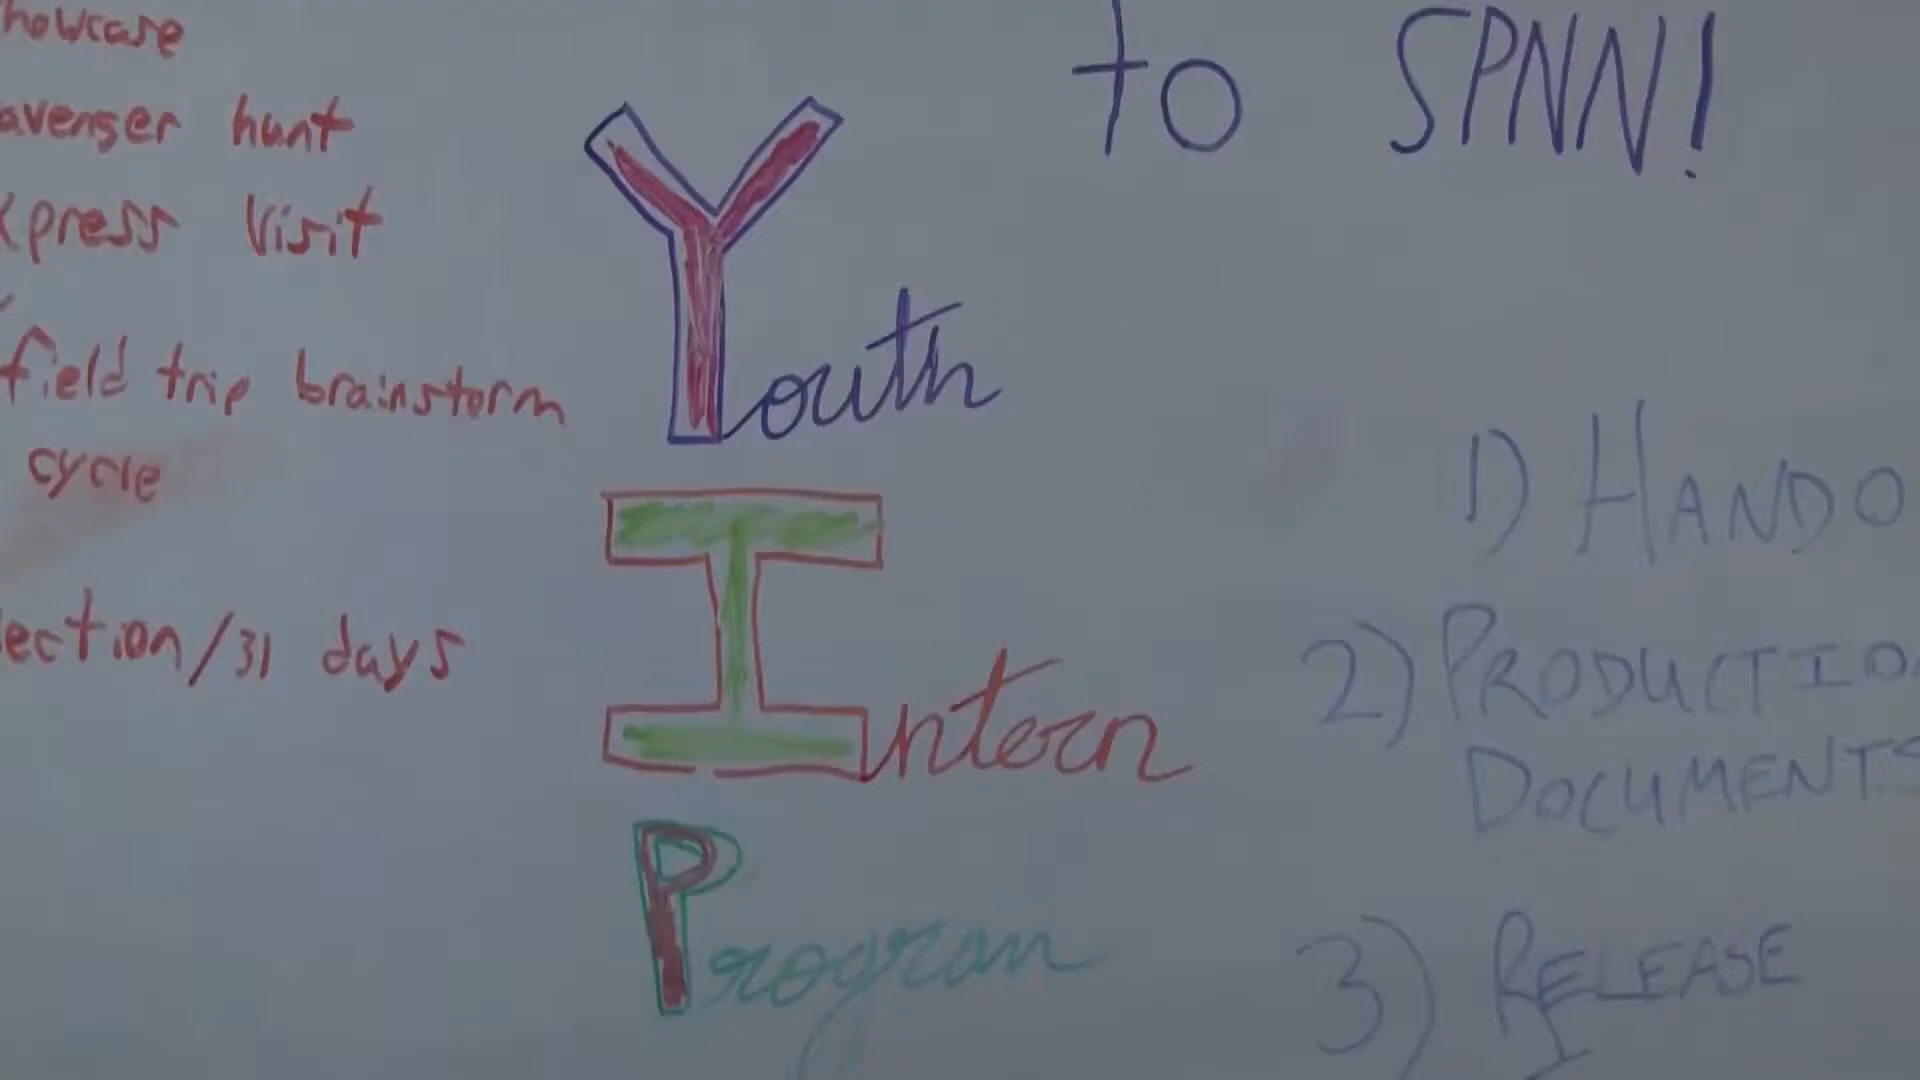 howcase
avenger hunt
xpress Visit
field trip brainstorm
cycle
ection/31 days
to SPNN!
Youth
Intern
Program
1) HANDO
2) PRODUCTIO
DOCUMENTS
3) RELEASE